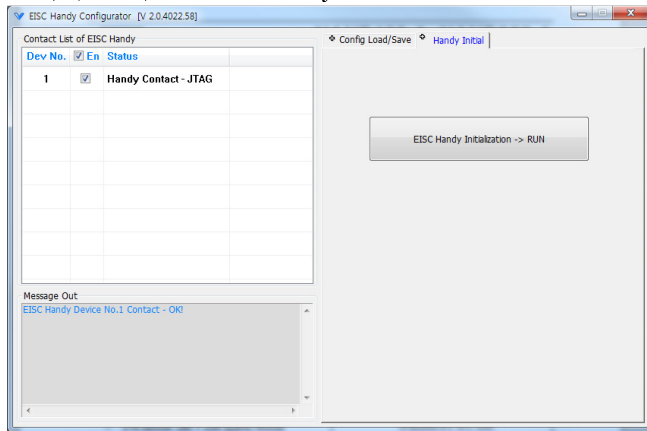 EISC Handy Configurator [V 2.0.4022.58]
Contact List of EISC Handy
Dev No. En Status
1 Handy Contact - JTAG
Message Out
EISC Handy Device No.1 Contact - OK!
Config Load/Save Handy Initial
EISC Handy Initialization -> RUN